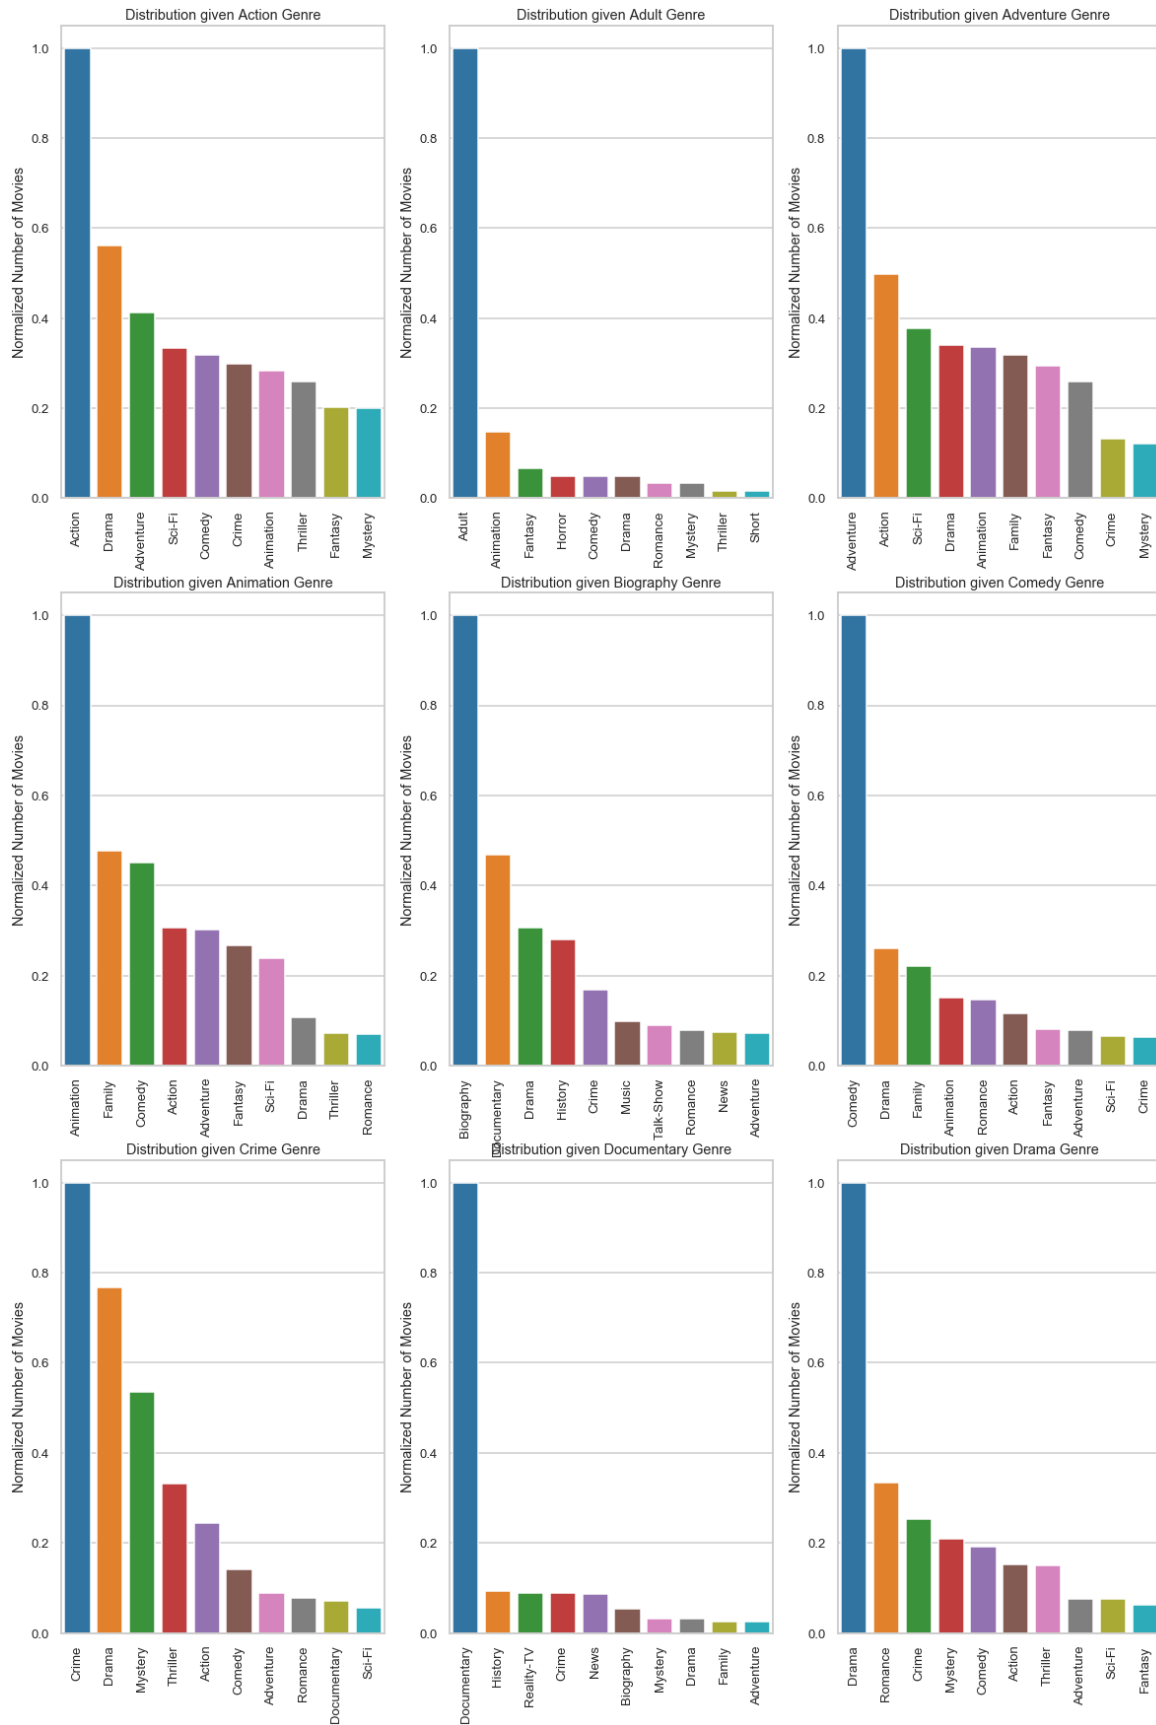 Distribution given Action Genre
Normalized Number of Movies
1.0
0.8
0.6
0.4
0.2
0.0
Action
Drama
Adventure
Sci-Fi
Comedy
Crime
Animation
Thriller
Fantasy
Mystery
Distribution given Adult Genre
Normalized Number of Movies
1.0
0.8
0.6
0.4
0.2
0.0
Adult
Animation
Fantasy
Horror
Comedy
Drama
Romance
Mystery
Thriller
Short
Distribution given Adventure Genre
Normalized Number of Movies
1.0
0.8
0.6
0.4
0.2
0.0
Adventure
Action
Sci-Fi
Drama
Animation
Family
Fantasy
Comedy
Crime
Mystery
Distribution given Animation Genre
Normalized Number of Movies
1.0
0.8
0.6
0.4
0.2
0.0
Animation
Family
Comedy
Action
Adventure
Fantasy
Sci-Fi
Drama
Thriller
Romance
Distribution given Biography Genre
Normalized Number of Movies
1.0
0.8
0.6
0.4
0.2
0.0
Biography
Documentary
Drama
History
Crime
Music
Talk-Show
Romance
News
Adventure
Distribution given Comedy Genre
Normalized Number of Movies
1.0
0.8
0.6
0.4
0.2
0.0
Comedy
Drama
Family
Animation
Romance
Action
Fantasy
Adventure
Sci-Fi
Crime
Distribution given Crime Genre
Normalized Number of Movies
1.0
0.8
0.6
0.4
0.2
0.0
Crime
Drama
Mystery
Thriller
Action
Comedy
Adventure
Romance
Documentary
Sci-Fi
Distribution given Documentary Genre
Normalized Number of Movies
1.0
0.8
0.6
0.4
0.2
0.0
Documentary
History
Reality-TV
Crime
News
Biography
Mystery
Drama
Family
Adventure
Distribution given Drama Genre
Normalized Number of Movies
1.0
0.8
0.6
0.4
0.2
0.0
Drama
Romance
Crime
Mystery
Comedy
Action
Thriller
Adventure
Sci-Fi
Fantasy